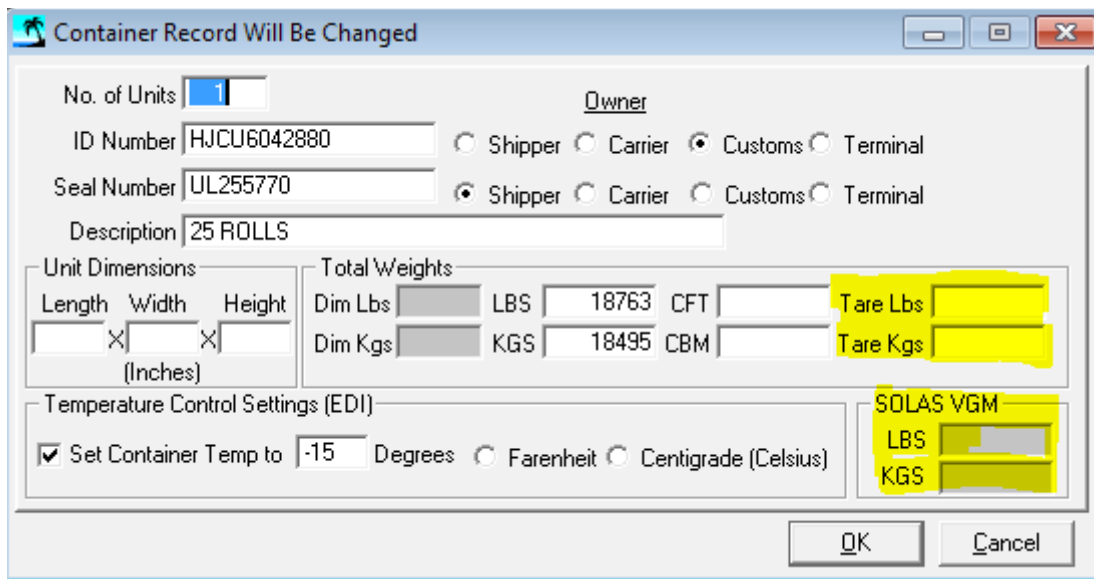 Container Record Will Be Changed
No. of Units 1
Owner
ID Number HJCU6042880 Shipper Carrier Customs Terminal
Seal Number UL255770 Shipper Carrier Customs Terminal
Description 25 ROLLS
Unit Dimensions Total Weights
Length Width Height Dim Lbs LBS 18763 CFT Tare Lbs
X X Dim Kgs KGS 18495 CBM Tare Kgs
(Inches)
Temperature Control Settings (EDI) SOLAS VGM
LBS
Set Container Temp to -15 Degrees Farenheit Centigrade (Celsius)
KGS
OK Cancel